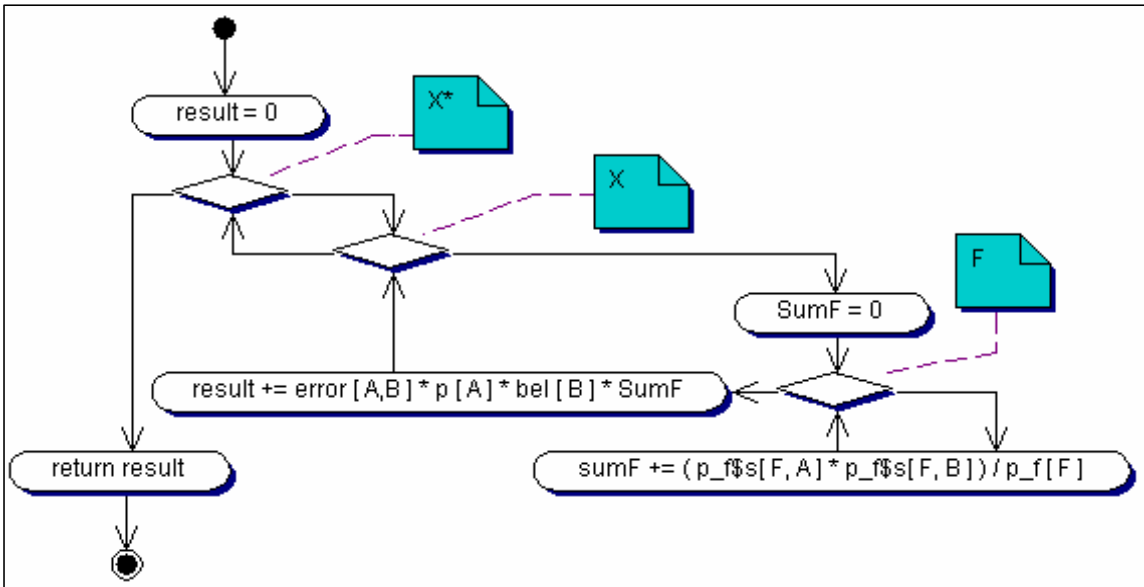 result = 0
X*
X
F
SumF = 0
result += error [ A,B ] * p [ A ] * bel [ B ] * SumF
return result
sumF += ( p_f$s[ F, A ] * p_f$s[ F, B ] ) / p_f [ F ]